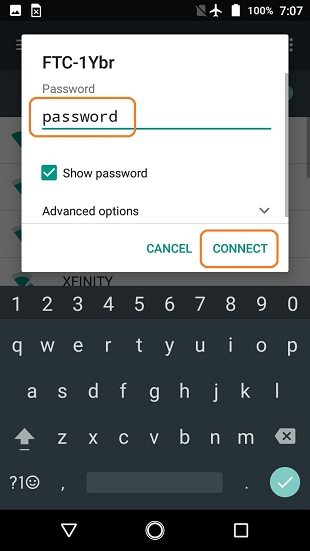 100% 7:07
FTC-1Ybr
Password
password
Show password
Advanced options
CANCEL CONNECT
XFINITY
1 2 3 4 5 6 7 8 9 0
q w e r t y u i o p
a s d f g h j k l
z x c v b n m
?1☺ , .